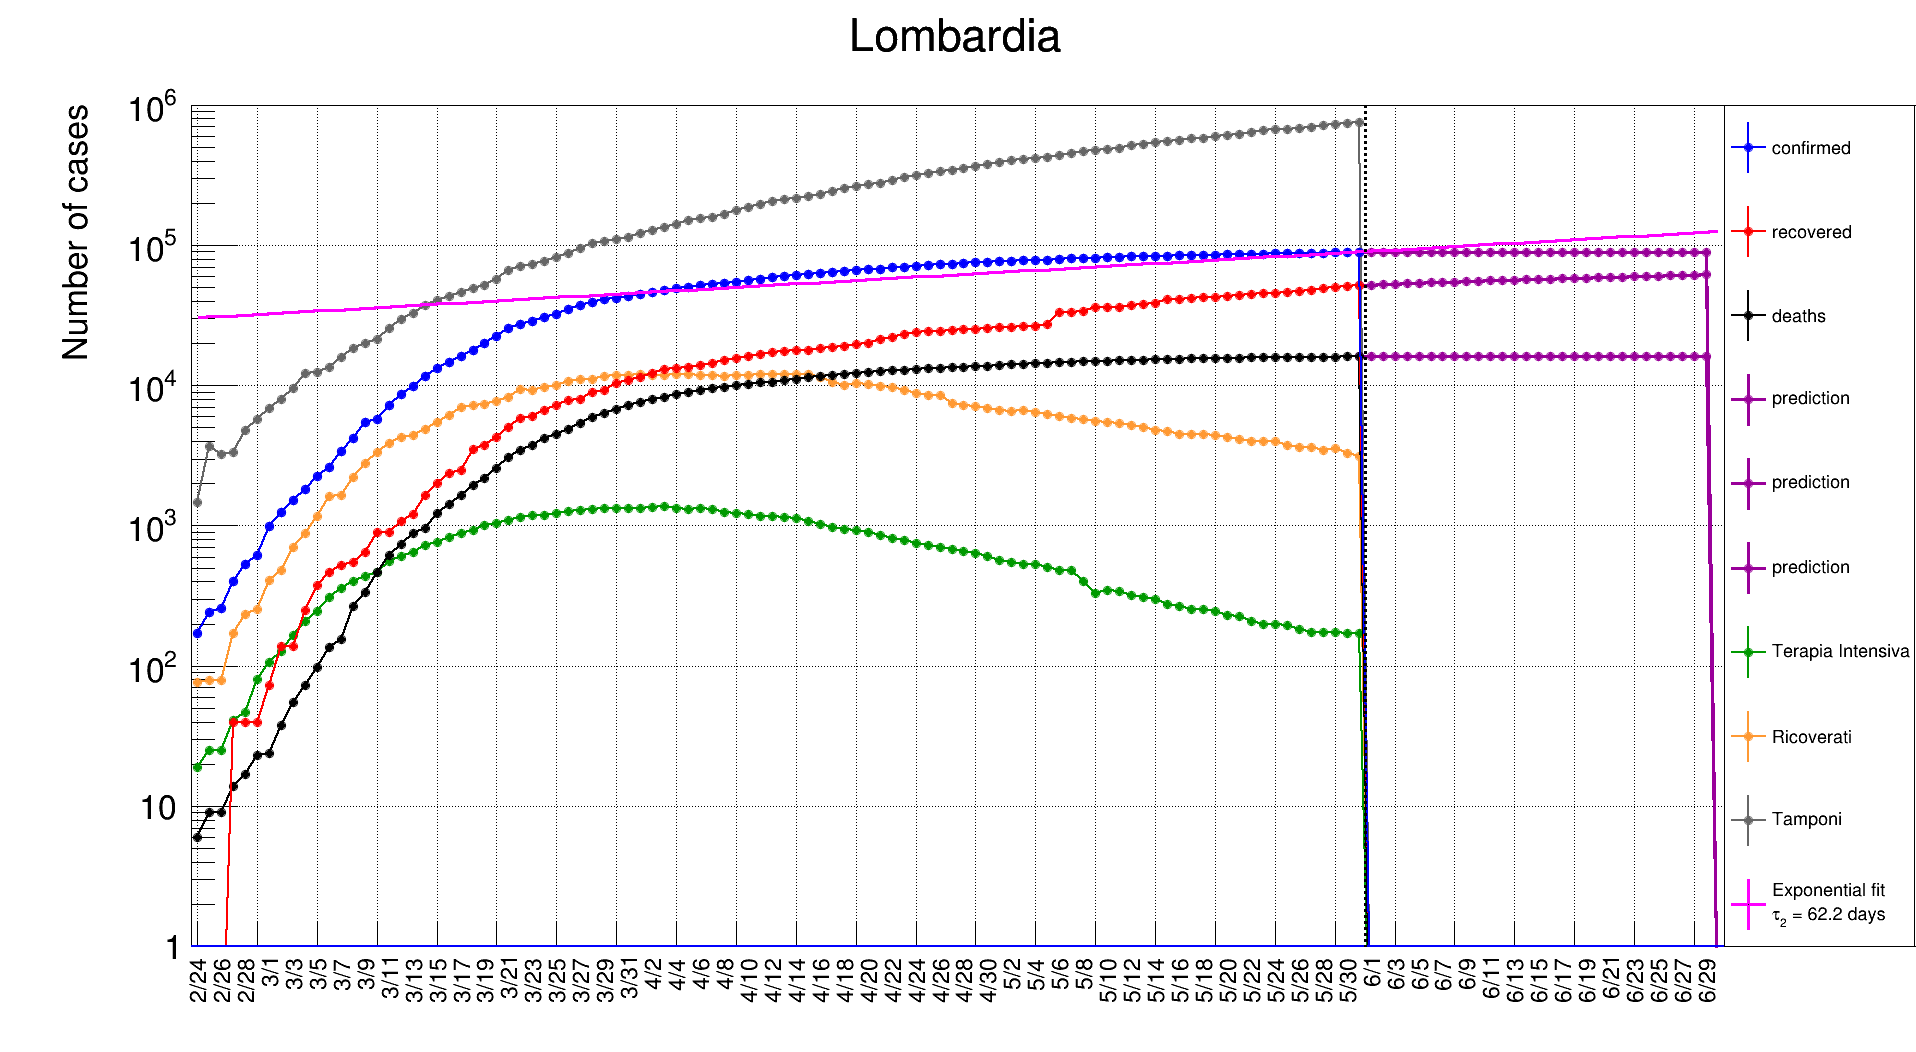 Lombardia
Number of cases
10^6
10^5
10^4
10^3
10^2
10
1
2/24 2/26 2/28 3/1 3/3 3/5 3/7 3/9 3/11 3/13 3/15 3/17 3/19 3/21 3/23 3/25 3/27 3/29 3/31 4/2 4/4 4/6 4/8 4/10 4/12 4/14 4/16 4/18 4/20 4/22 4/24 4/26 4/28 4/30 5/2 5/4 5/6 5/8 5/10 5/12 5/14 5/16 5/18 5/20 5/22 5/24 5/26 5/28 5/30 6/1 6/3 6/5 6/7 6/9 6/11 6/13 6/15 6/17 6/19 6/21 6/23 6/25 6/27 6/29
confirmed
recovered
deaths
prediction
prediction
prediction
Terapia Intensiva
Ricoverati
Tamponi
Exponential fit
τ₂ = 62.2 days